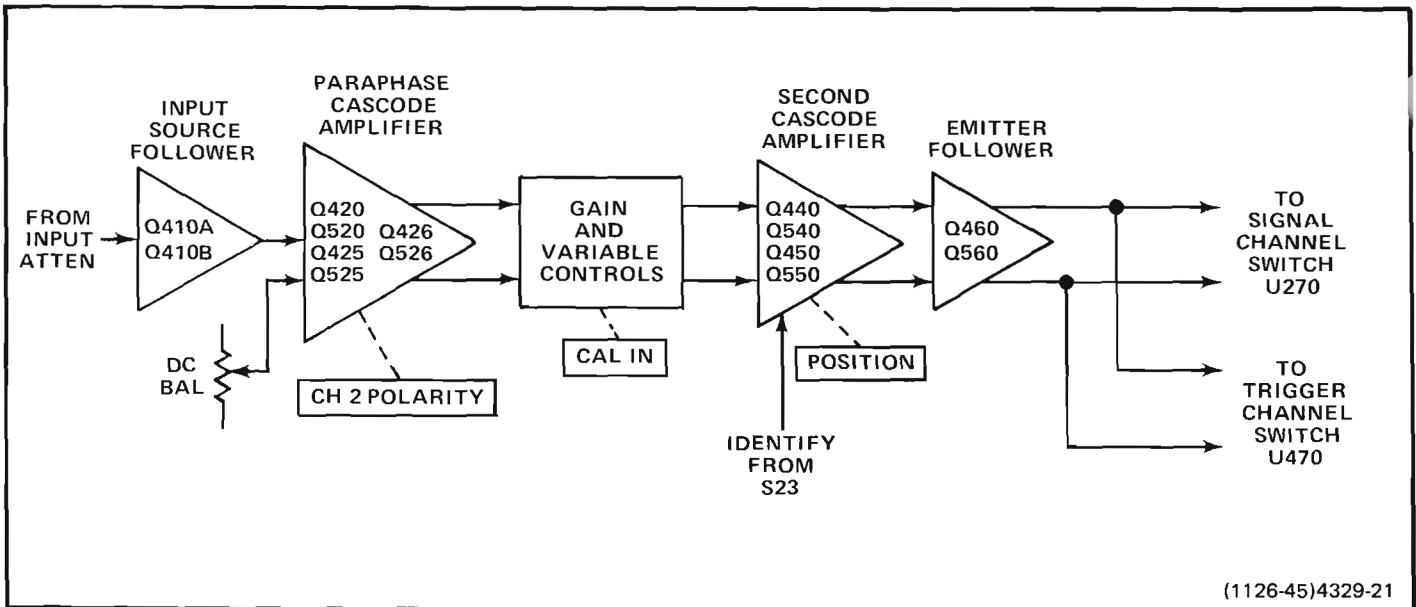 FROM
INPUT
ATTEN
INPUT
SOURCE
FOLLOWER
Q410A
Q410B
DC
BAL
PARAPHASE
CASCODE
AMPLIFIER
Q420
Q520 Q426
Q425 Q526
Q525
CH 2 POLARITY
GAIN
AND
VARIABLE
CONTROLS
CAL IN
SECOND
CASCODE
AMPLIFIER
Q440
Q540
Q450
Q550
POSITION
IDENTIFY
FROM
S23
EMITTER
FOLLOWER
Q460
Q560
TO
SIGNAL
CHANNEL
SWITCH
U270
TO
TRIGGER
CHANNEL
SWITCH
U470
(1126-45)4329-21